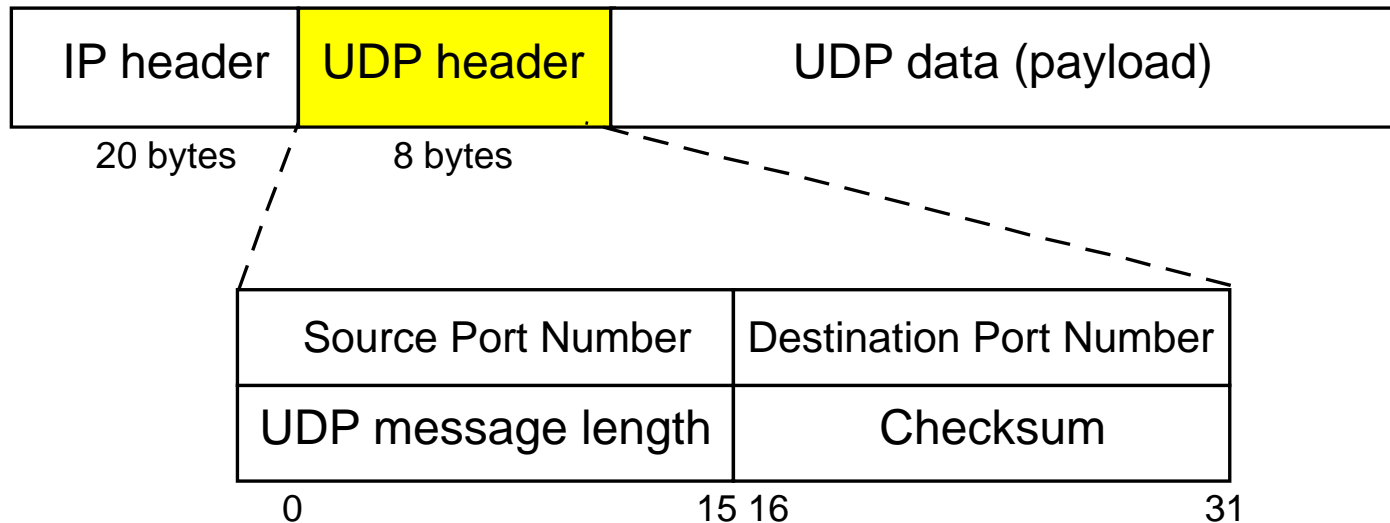 IP header UDP header UDP data (payload)
20 bytes 8 bytes
Source Port Number Destination Port Number
UDP message length Checksum
0 15 16 31